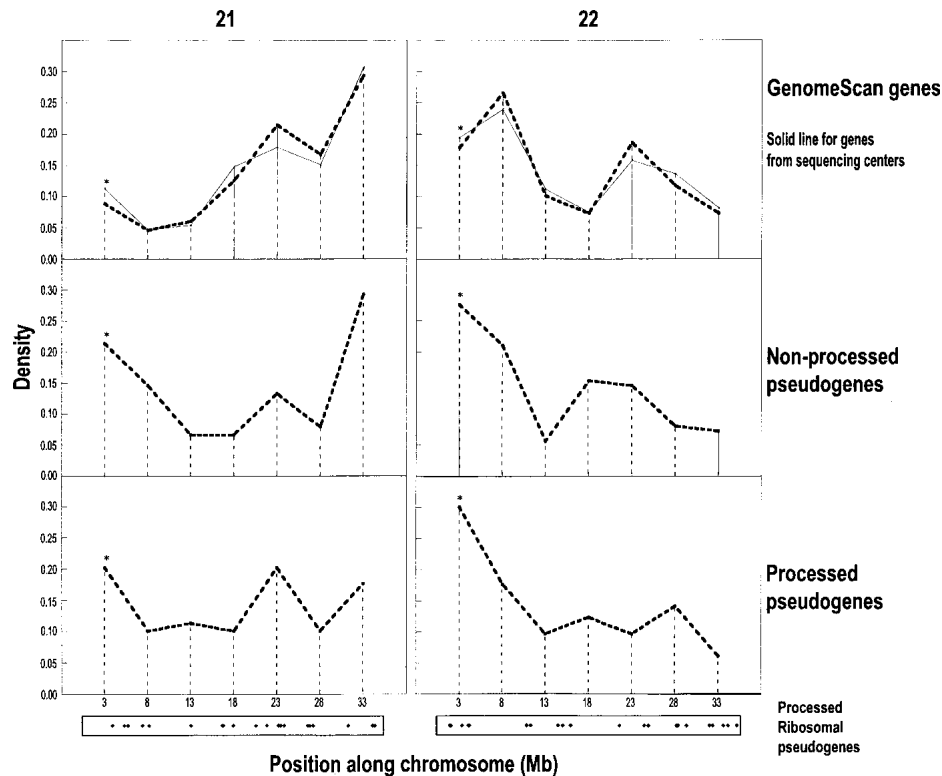 21 22
GenomeScan genes
Solid line for genes
from sequencing centers
*
*
0.30
0.25
0.20
0.15
0.10
0.05
0.00
Non-processed
pseudogenes
*
*
0.30
0.25
0.20
0.15
0.10
0.05
0.00
Density
Processed
pseudogenes
*
*
0.30
0.25
0.20
0.15
0.10
0.05
0.00
3 8 13 18 23 28 33 3 8 13 18 23 28 33
Processed
Ribosomal
pseudogenes
Position along chromosome (Mb)